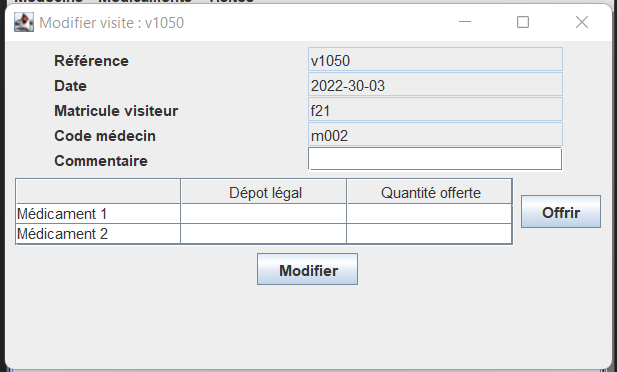 Modifier visite : v1050
Référence v1050
Date 2022-30-03
Matricule visiteur f21
Code médecin m002
Commentaire
Dépot légal Quantité offerte
Médicament 1
Médicament 2
Offrir
Modifier